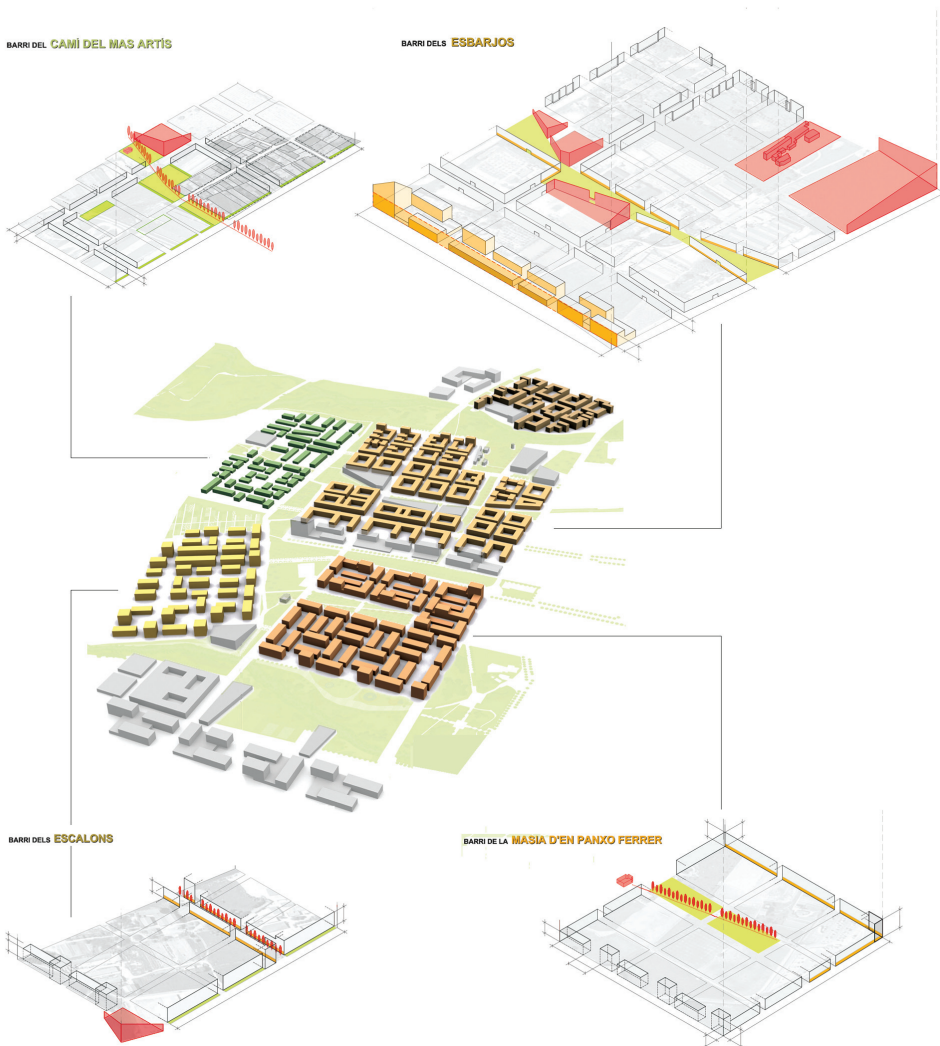 BARRI DEL CAMÍ DEL MAS ARTÍS
BARRI DELS ESBARJOS
BARRI DELS ESCALONS
BARRI DE LA MASIA D'EN PANXO FERRER